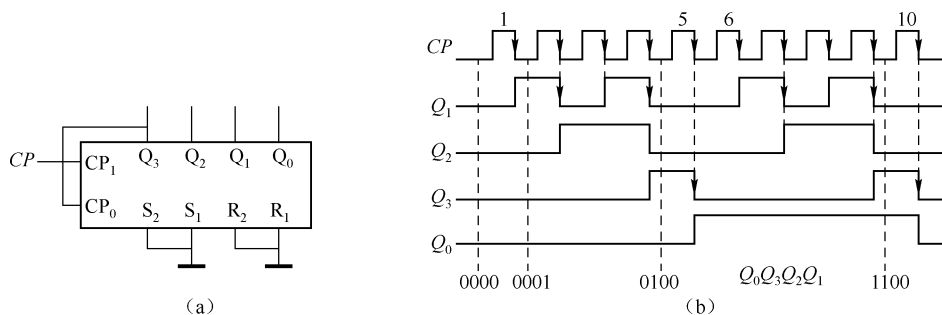 CP
CP₁ Q₃ Q₂ Q₁ Q₀
CP₀ S₂ S₁ R₂ R₁
(a)
1 5 6 10
CP
Q₁
Q₂
Q₃
Q₀
0000 0001 0100 Q₀Q₃Q₂Q₁ 1100
(b)